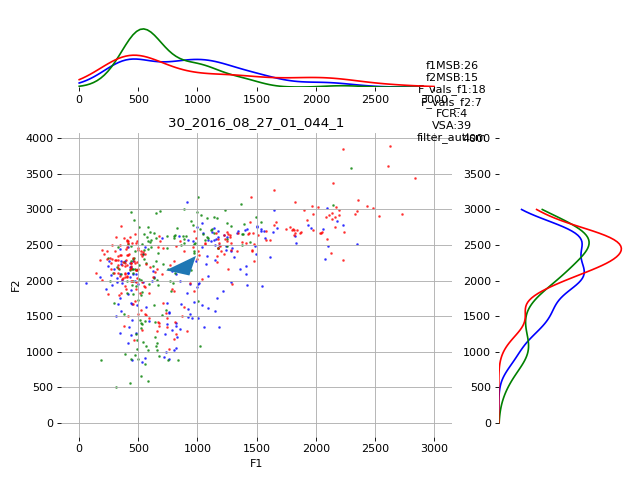 f1MSB:26
f2MSB:15
F_vals_f1:18
F_vals_f2:7
FCR:4
VSA:39
0 500 1000 1500 2000 2500 3000
30_2016_08_27_01_044_1
4000 4000
3500 3500
3000 3000
2500 2500
2000 2000
1500 1500
1000 1000
500 500
0 0
F2
0 500 1000 1500 2000 2500 3000
F1